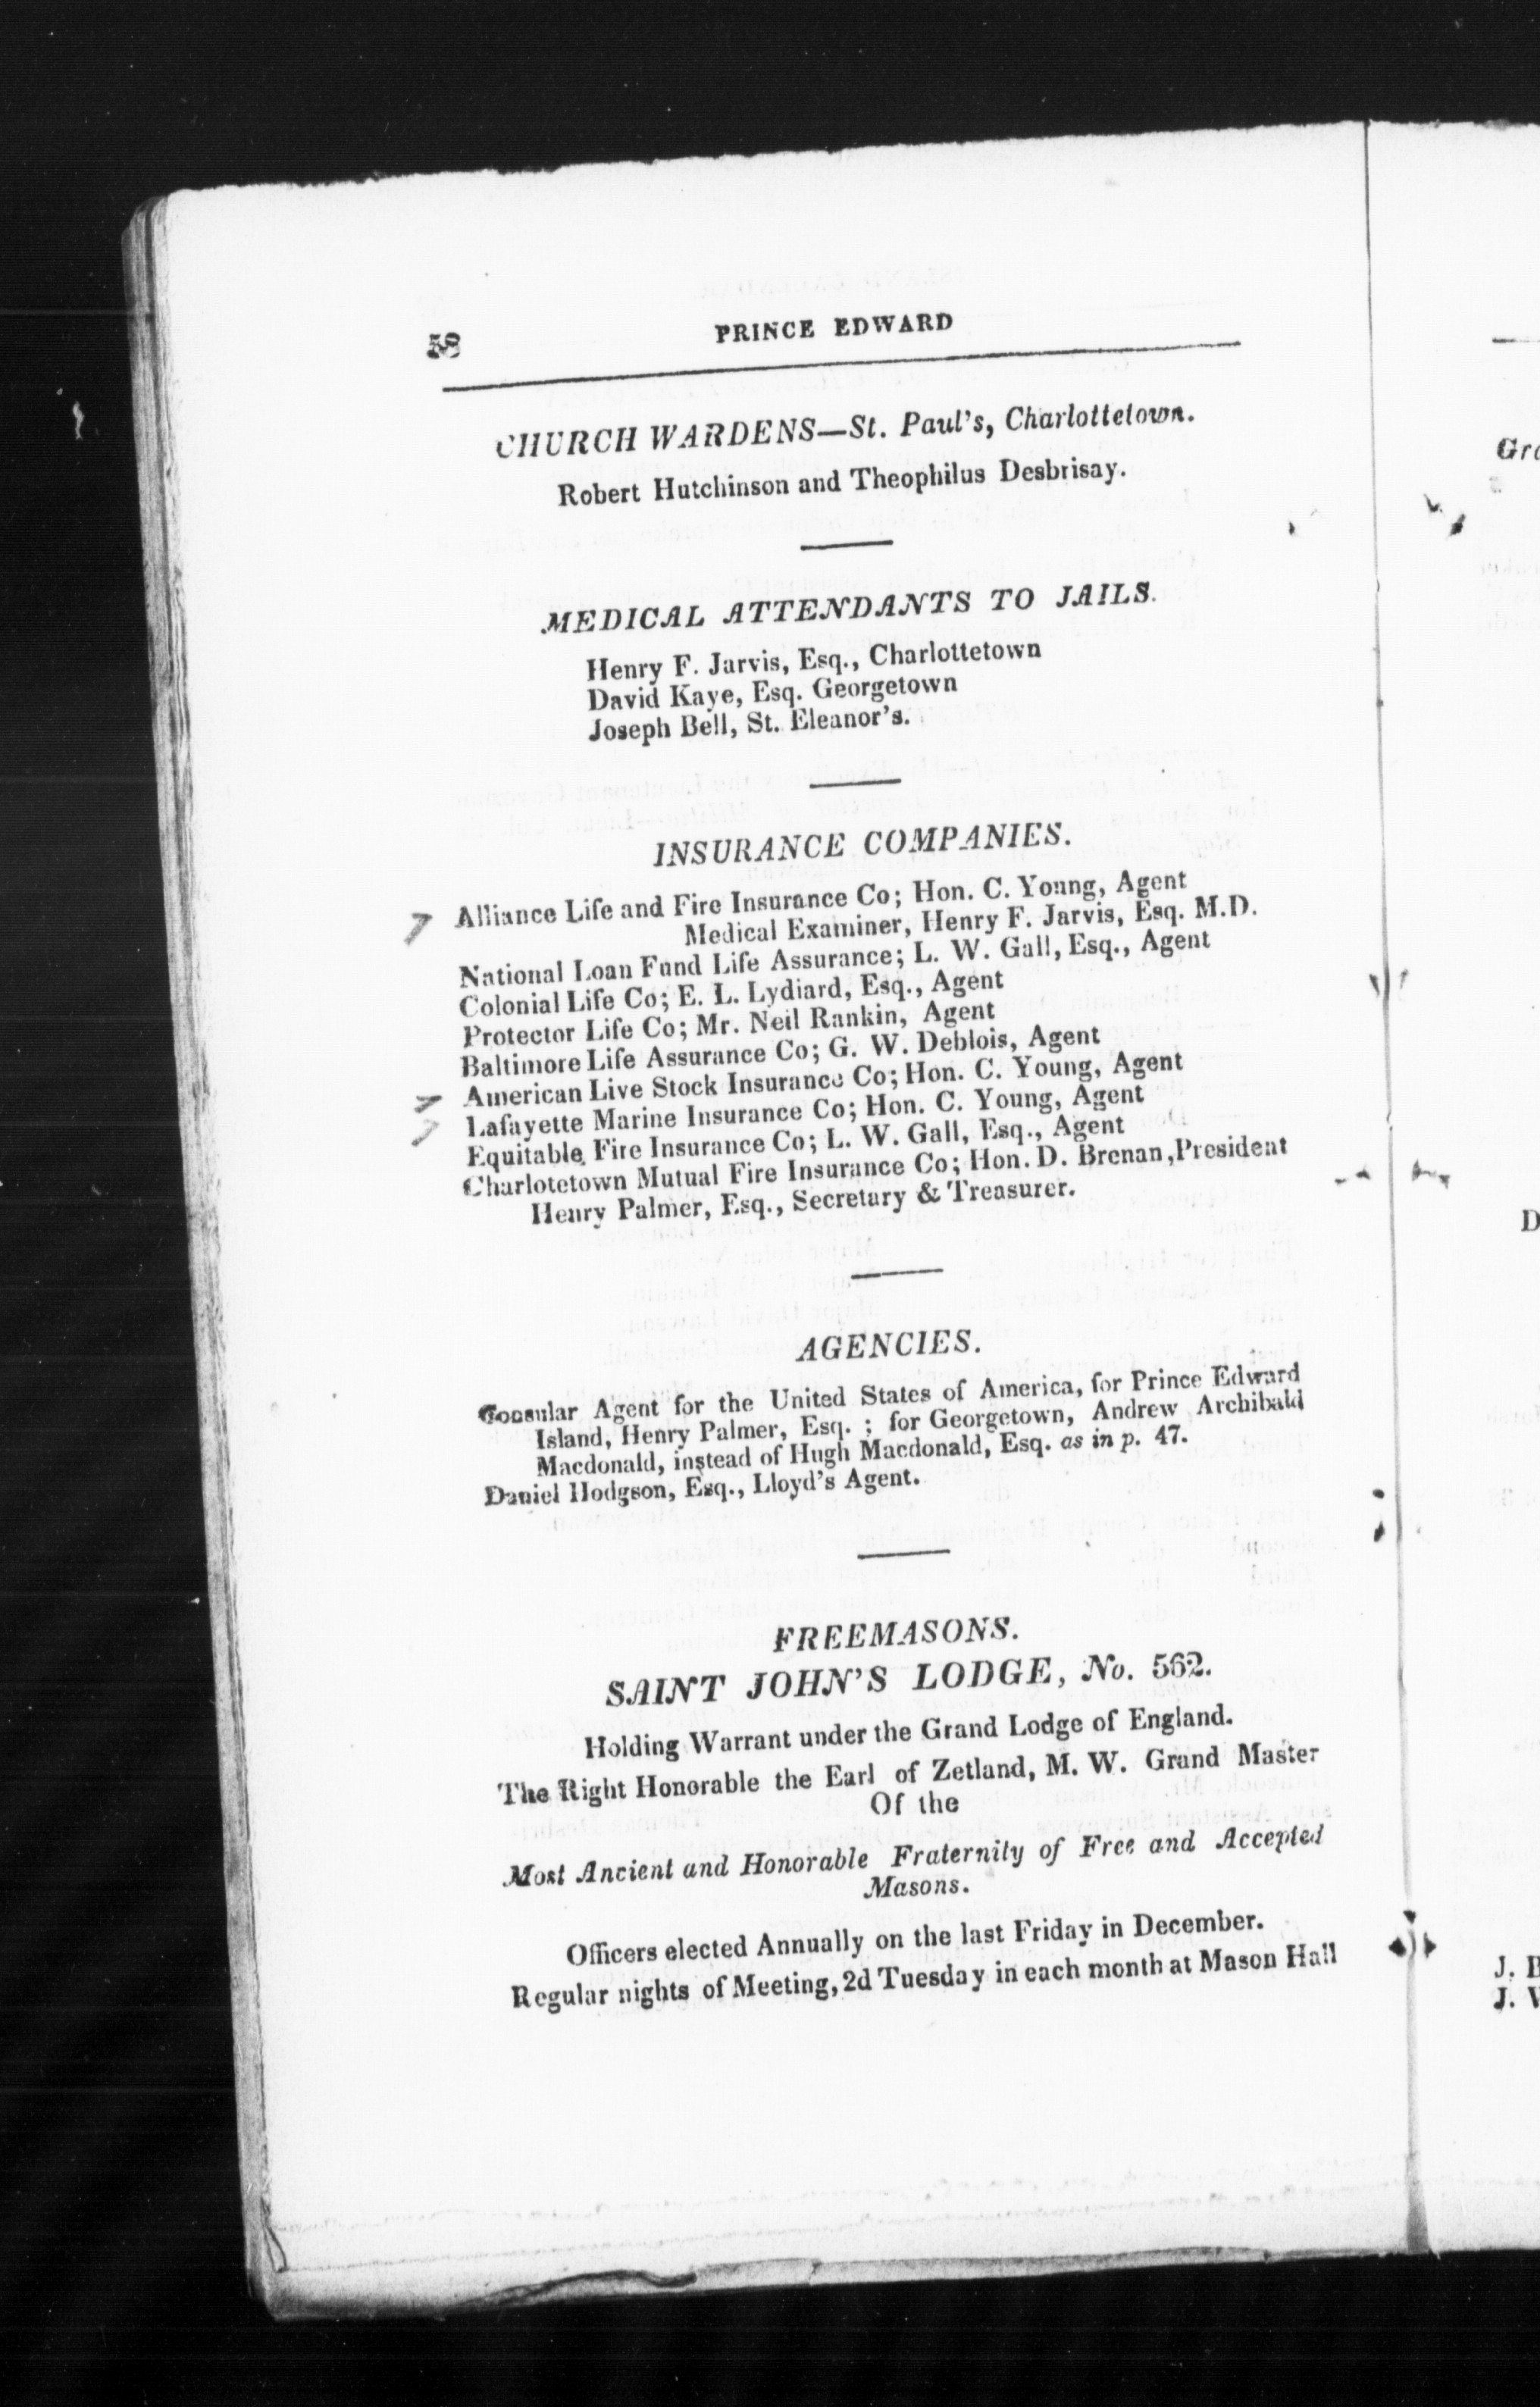 58
PRINCE EDWARD
CHURCH WARDENS—St. Paul's, Charlottetown.
Robert Hutchinson and Theophilus Desbrisay.
MEDICAL ATTENDANTS TO JAILS.
Henry F. Jarvis, Esq., Charlottetown
David Kaye, Esq. Georgetown
Joseph Bell, St. Eleanor's.
INSURANCE COMPANIES.
Alliance Life and Fire Insurance Co; Hon. C. Young, Agent
Medical Examiner, Henry F. Jarvis, Esq. M.D.
National Loan Fund Life Assurance; L. W. Gall, Esq., Agent
Colonial Life Co; E. L. Lydiard, Esq., Agent
Protector Life Co; Mr. Neil Rankin, Agent
Baltimore Life Assurance Co; G. W. Deblois, Agent
American Live Stock Insurance Co; Hon. C. Young, Agent
Lafayette Marine Insurance Co; Hon. C. Young, Agent
Equitable Fire Insurance Co; L. W. Gall, Esq., Agent
Charlotetown Mutual Fire Insurance Co; Hon. D. Brenan, President
Henry Palmer, Esq., Secretary & Treasurer.
AGENCIES.
Consular Agent for the United States of America, for Prince Edward
Island, Henry Palmer, Esq. ; for Georgetown, Andrew Archibald
Macdonald, instead of Hugh Macdonald, Esq. as in p. 47.
Daniel Hodgson, Esq., Lloyd's Agent.
FREEMASONS.
SAINT JOHN'S LODGE, No. 562.
Holding Warrant under the Grand Lodge of England.
The Right Honorable the Earl of Zetland, M. W. Grand Master
Of the
Most Ancient and Honorable Fraternity of Free and Accepted
Masons.
Officers elected Annually on the last Friday in December.
Regular nights of Meeting, 2d Tuesday in each month at Mason Hall